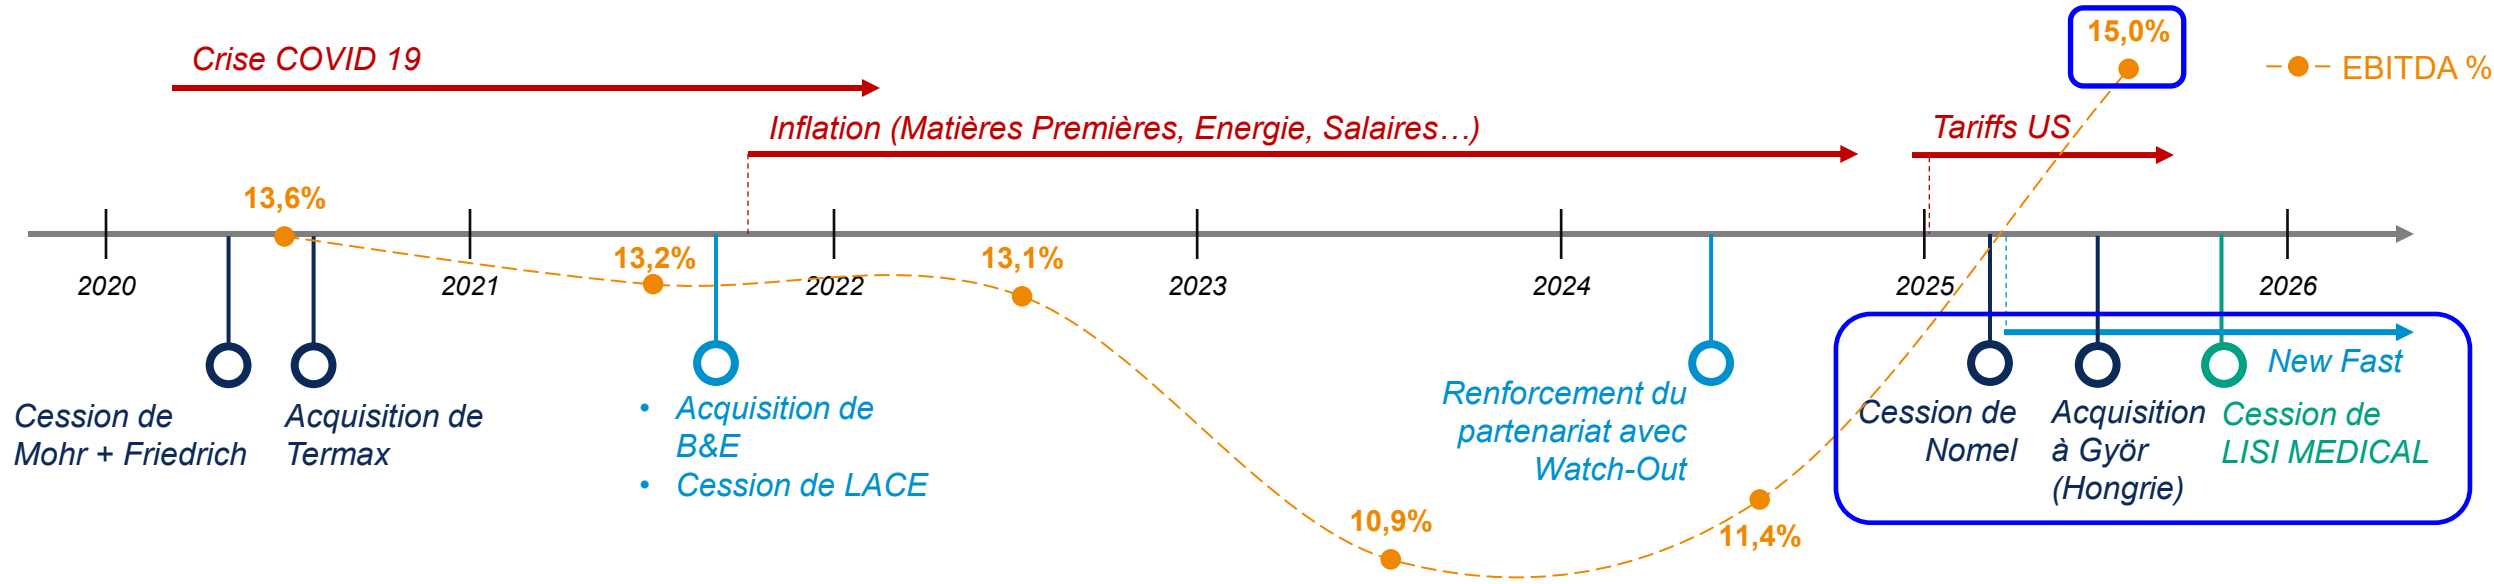 15,0%
Crise COVID 19
EBITDA %
Inflation (Matières Premières, Energie, Salaires…)
Tariffs US
13,6%
13,2%
13,1%
2020
2021
2022
2023
2024
2025
2026
New Fast
Cession de
Mohr + Friedrich
Acquisition de
Termax
• Acquisition de
B&E
• Cession de LACE
Renforcement du
partenariat avec
Watch-Out
Cession de
Nomel
Acquisition
à Györ
(Hongrie)
Cession de
LISI MEDICAL
10,9%
11,4%